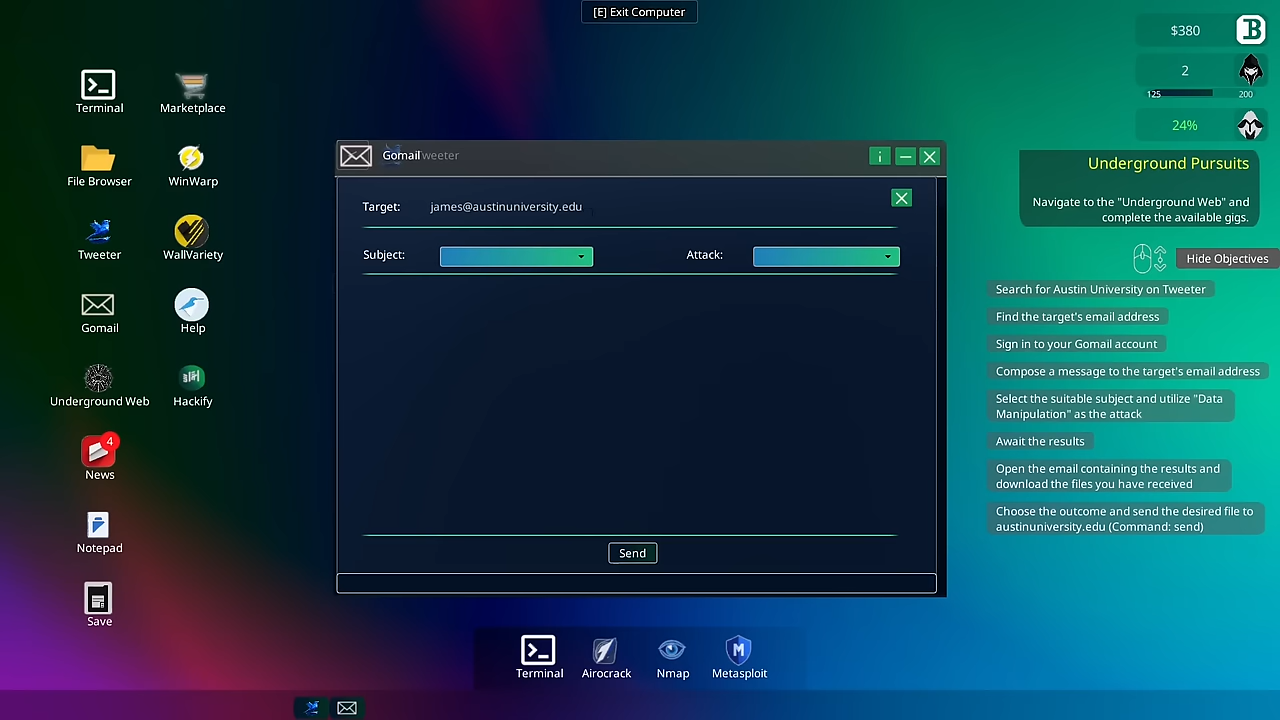 [E] Exit Computer
$380
2
125
200
24%
Underground Pursuits
Navigate to the "Underground Web" and
complete the available gigs.
Hide Objectives
Search for Austin University on Tweeter
Find the target's email address
Sign in to your Gomail account
Compose a message to the target's email address
Select the suitable subject and utilize "Data
Manipulation" as the attack
Await the results
Open the email containing the results and
download the files you have received
Choose the outcome and send the desired file to
austinuniversity.edu (Command: send)
Terminal
Marketplace
File Browser
WinWarp
Tweeter
WallVariety
Gomail
Help
Underground Web
Hackify
4
News
Notepad
Save
Gomail
weeter
Target:
james@austinuniversity.edu
Subject:
Attack:
Send
Terminal
Airocrack
Nmap
Metasploit